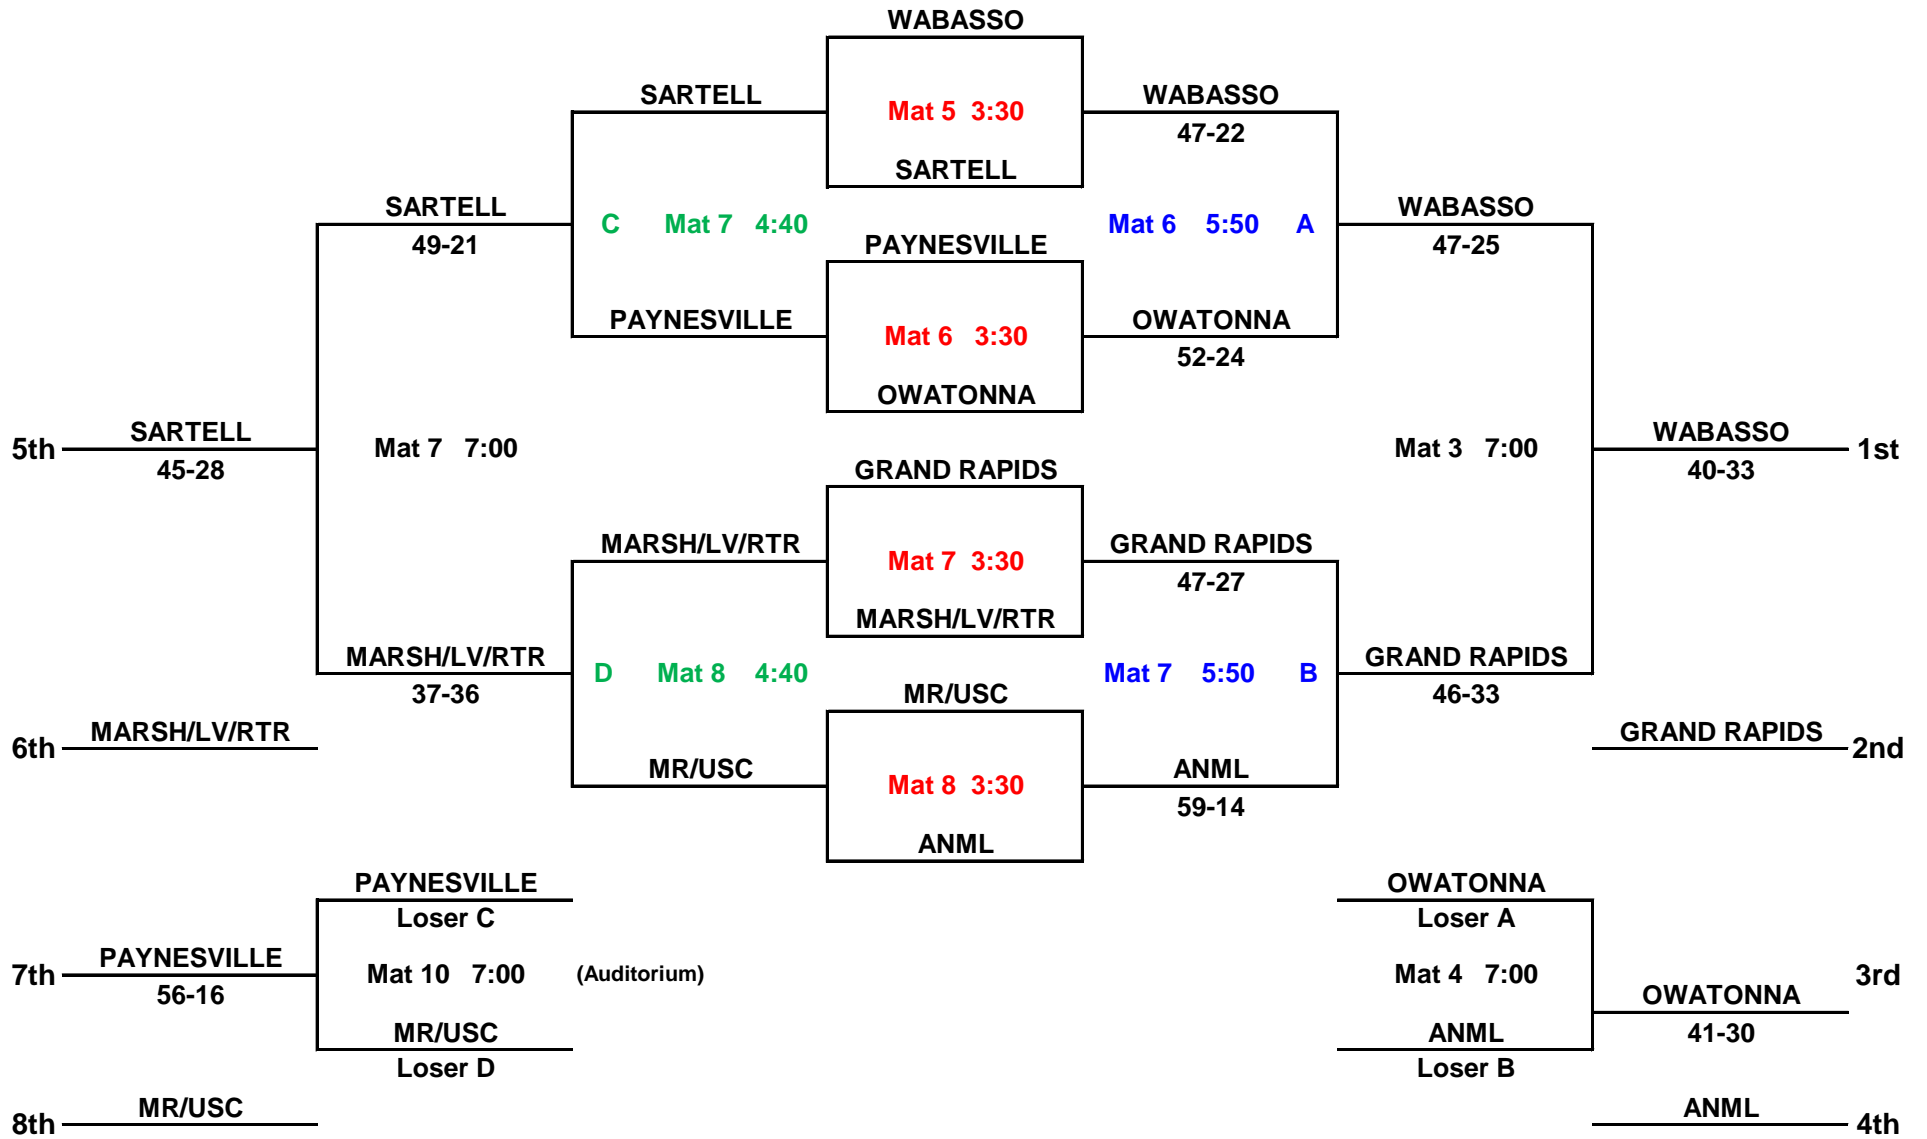 WABASSO
SARTELL
WABASSO
Mat 5 3:30
47-22
SARTELL
SARTELL
WABASSO
C Mat 7 4:40
Mat 6 5:50 A
49-21
PAYNESVILLE
47-25
PAYNESVILLE
OWATONNA
Mat 6 3:30
52-24
OWATONNA
SARTELL
WABASSO
5th
Mat 7 7:00
Mat 3 7:00
1st
45-28
GRAND RAPIDS
40-33
MARSH/LV/RTR
GRAND RAPIDS
Mat 7 3:30
47-27
MARSH/LV/RTR
MARSH/LV/RTR
GRAND RAPIDS
D Mat 8 4:40
Mat 7 5:50 B
37-36
MR/USC
46-33
MARSH/LV/RTR
GRAND RAPIDS
6th
2nd
MR/USC
ANML
Mat 8 3:30
59-14
ANML
PAYNESVILLE
OWATONNA
Loser C
Loser A
PAYNESVILLE
7th
Mat 10 7:00 (Auditorium)
Mat 4 7:00
3rd
56-16
OWATONNA
MR/USC
ANML
41-30
Loser D
Loser B
MR/USC
ANML
8th
4th